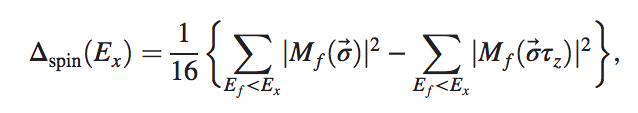 Δ_spin(E_x) = 1/16 { ∑_{E_f<E_x} |M_f(σ⃗)|² − ∑_{E_f<E_x} |M_f(σ⃗τ_z)|² },